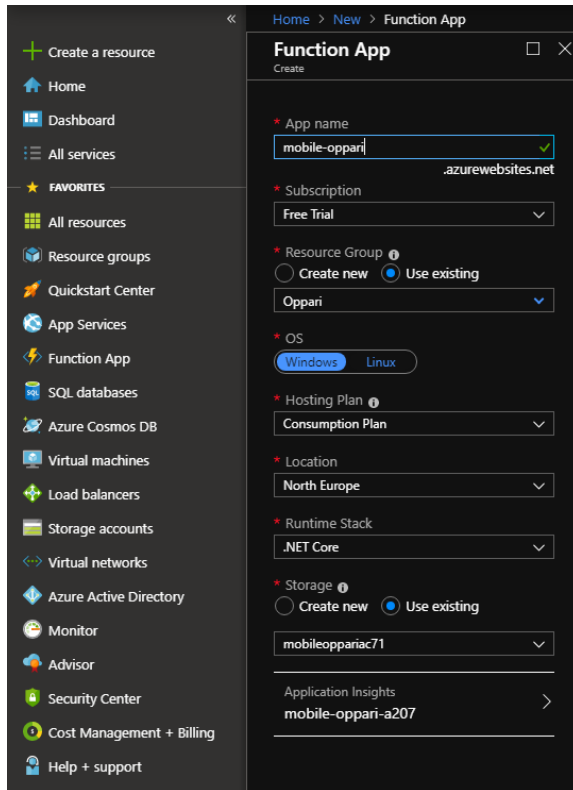 «
Create a resource
Home
Dashboard
All services
FAVORITES
All resources
Resource groups
Quickstart Center
App Services
Function App
SQL databases
Azure Cosmos DB
Virtual machines
Load balancers
Storage accounts
Virtual networks
Azure Active Directory
Monitor
Advisor
Security Center
Cost Management + Billing
Help + support
Home > New > Function App
Function App
Create
* App name
mobile-oppari
.azurewebsites.net
* Subscription
Free Trial
* Resource Group
Create new Use existing
Oppari
* OS
Windows Linux
* Hosting Plan
Consumption Plan
* Location
North Europe
* Runtime Stack
.NET Core
* Storage
Create new Use existing
mobileoppariac71
Application Insights
mobile-oppari-a207